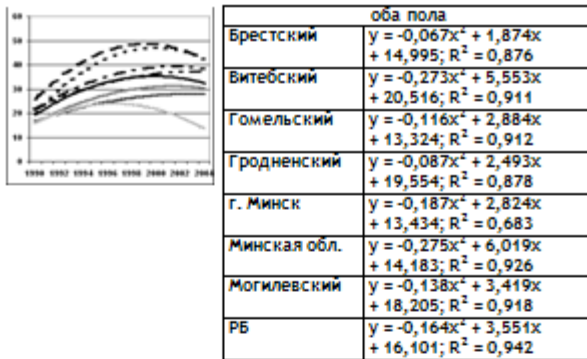 60
50
40
30
20
10
0
1990 1992 1994 1996 1998 2000 2002 2004
оба пола
Брестский
y = -0,067x² + 1,874x
+ 14,995; R² = 0,876
Витебский
y = -0,273x² + 5,553x
+ 20,516; R² = 0,911
Гомельский
y = -0,116x² + 2,884x
+ 13,324; R² = 0,912
Гродненский
y = -0,087x² + 2,493x
+ 19,554; R² = 0,878
г. Минск
y = -0,187x² + 2,824x
+ 13,434; R² = 0,683
Минская обл.
y = -0,275x² + 6,019x
+ 14,183; R² = 0,926
Могилевский
y = -0,138x² + 3,419x
+ 18,205; R² = 0,918
РБ
y = -0,164x² + 3,551x
+ 16,101; R² = 0,942